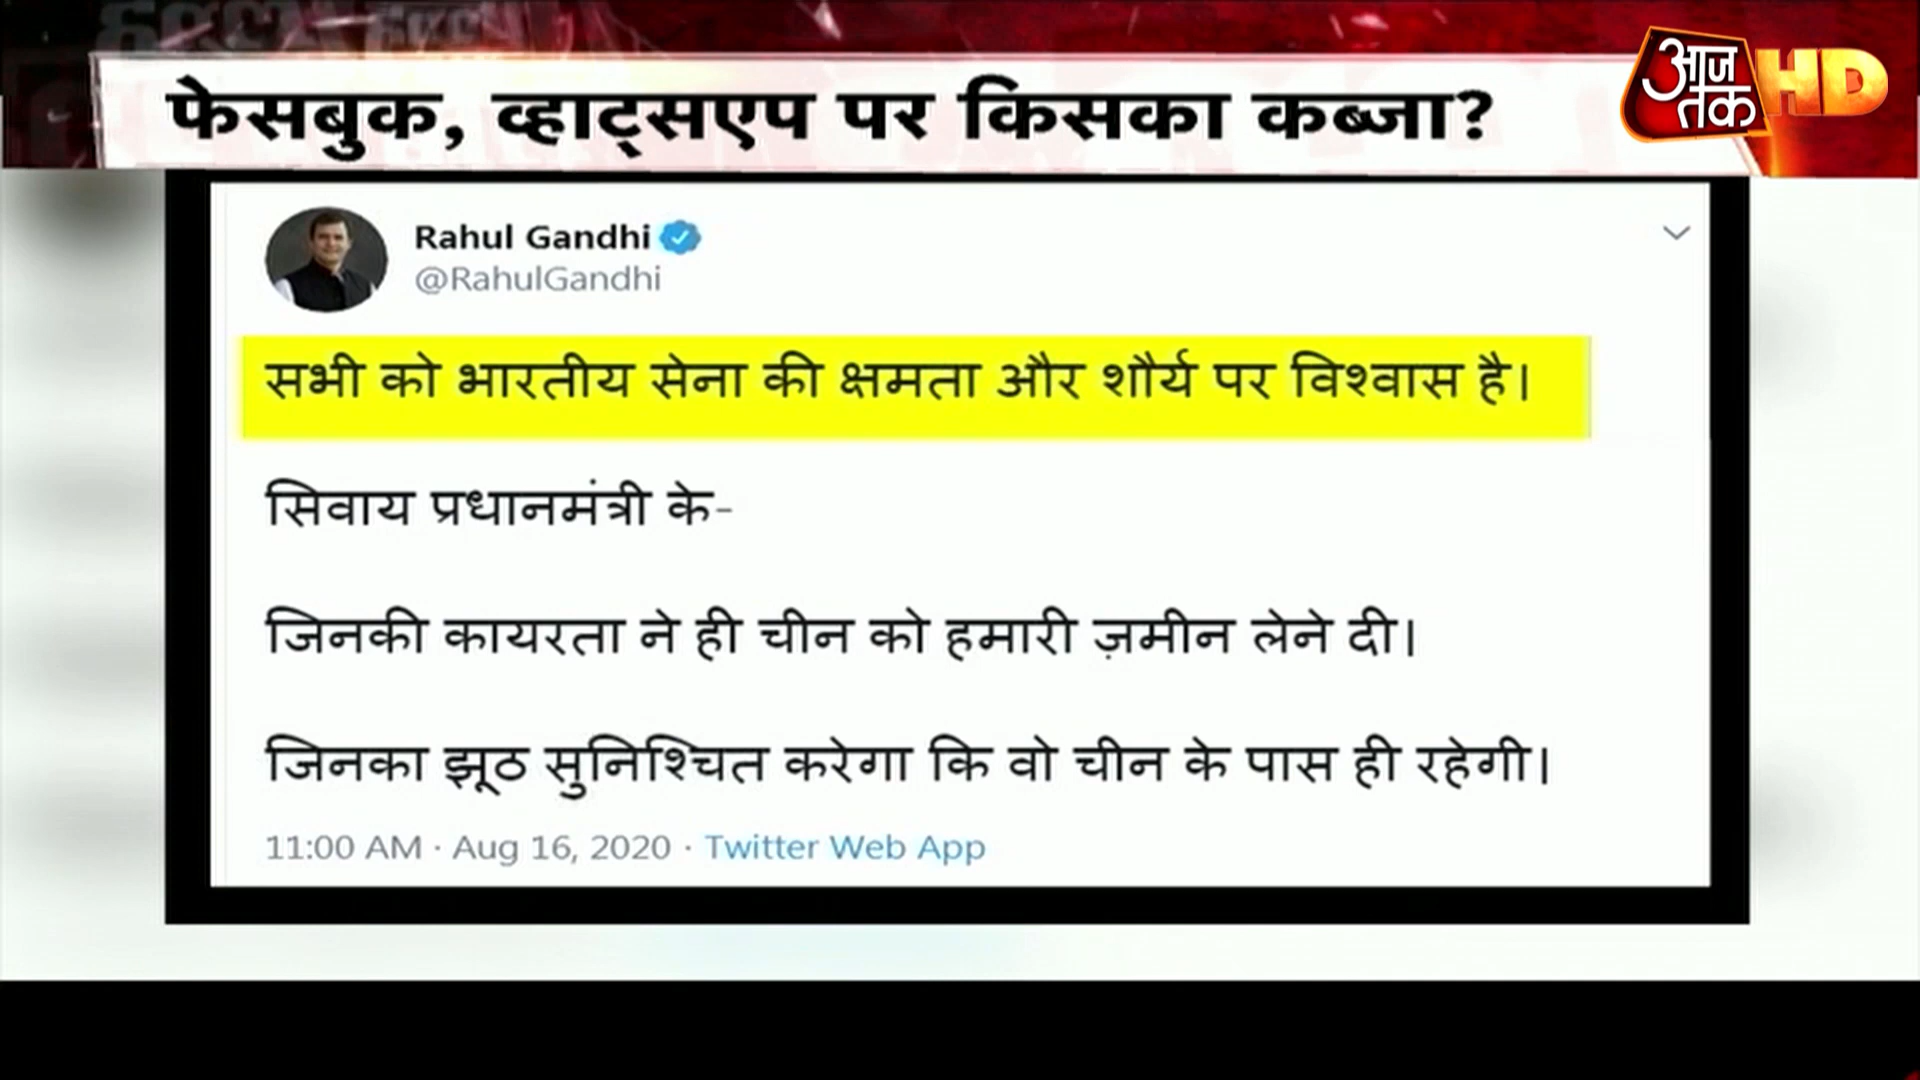 फेसबुक, व्हाट्सएप पर किसका कब्जा?
आज तक HD
Rahul Gandhi
@RahulGandhi
सभी को भारतीय सेना की क्षमता और शौर्य पर विश्वास है।
सिवाय प्रधानमंत्री के-
जिनकी कायरता ने ही चीन को हमारी ज़मीन लेने दी।
जिनका झूठ सुनिश्चित करेगा कि वो चीन के पास ही रहेगी।
11:00 AM · Aug 16, 2020 · Twitter Web App